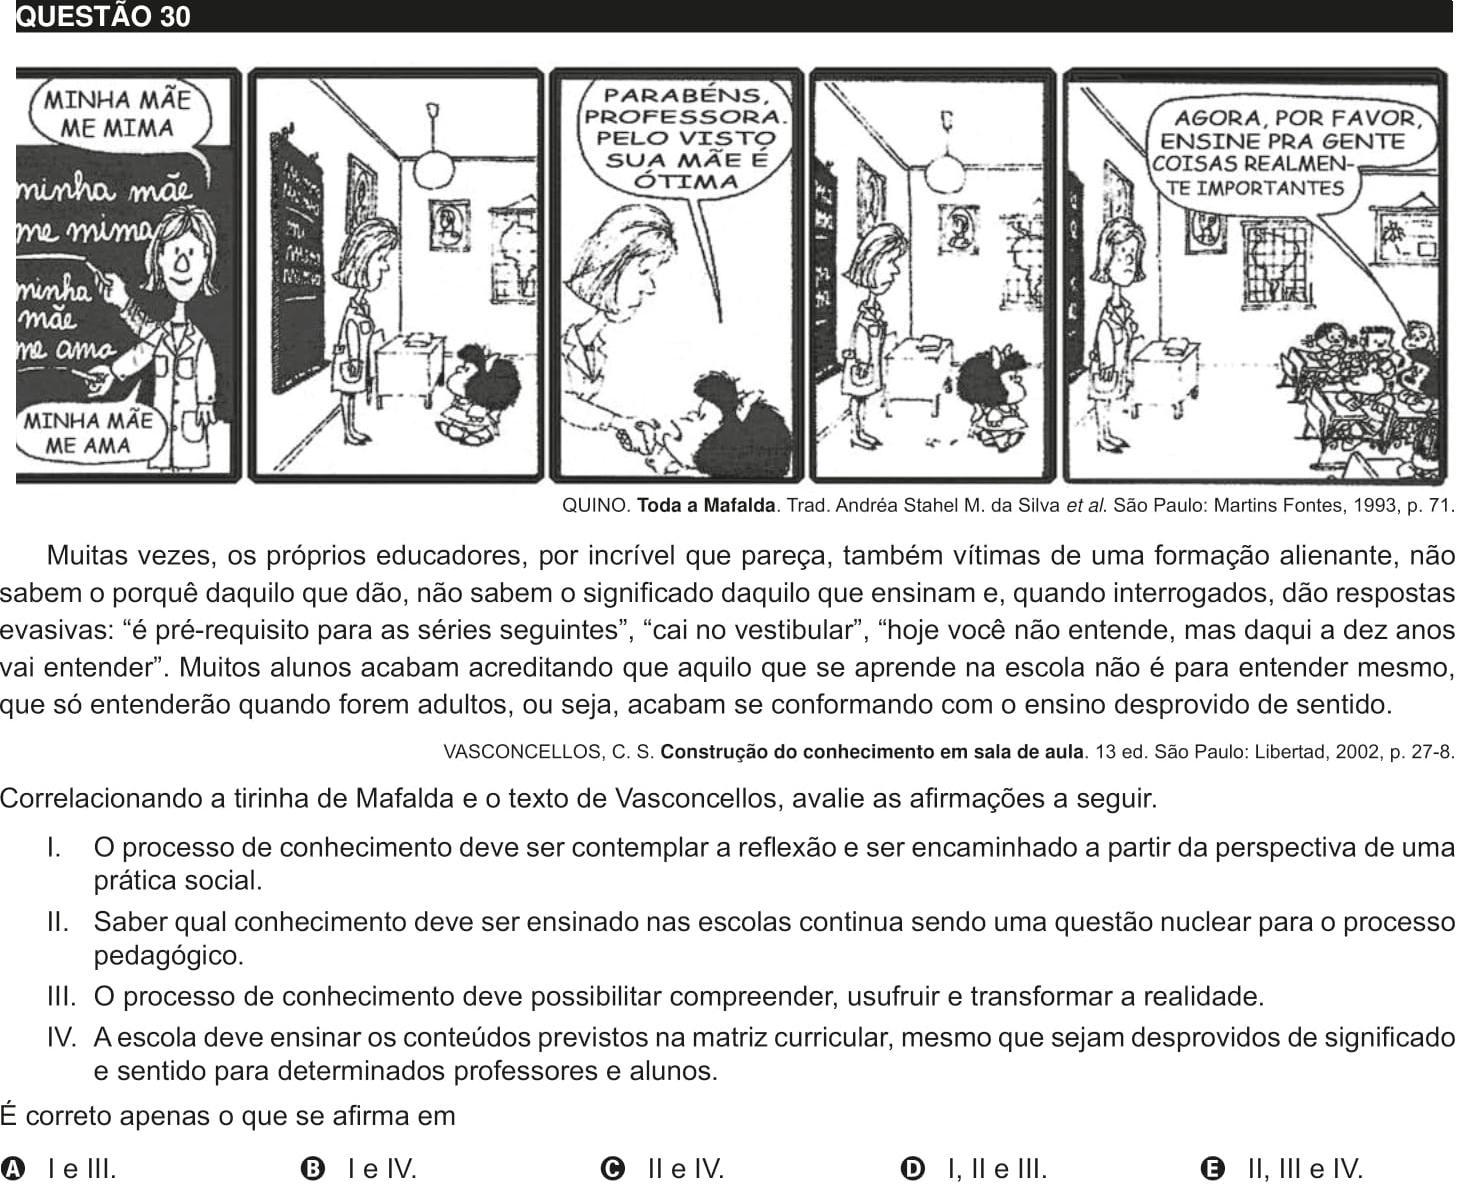 QUESTÃO 30
MINHA MÃE
ME MIMA
minha mãe
me mima
minha
mãe
me ama
MINHA MÃE
ME AMA
PARABÉNS,
PROFESSORA.
PELO VISTO
SUA MÃE É
ÓTIMA
AGORA, POR FAVOR,
ENSINE PRA GENTE
COISAS REALMEN-
TE IMPORTANTES
QUINO. Toda a Mafalda. Trad. Andréa Stahel M. da Silva et al. São Paulo: Martins Fontes, 1993, p. 71.
Muitas vezes, os próprios educadores, por incrível que pareça, também vítimas de uma formação alienante, não
sabem o porquê daquilo que dão, não sabem o significado daquilo que ensinam e, quando interrogados, dão respostas
evasivas: “é pré-requisito para as séries seguintes”, “cai no vestibular”, “hoje você não entende, mas daqui a dez anos
vai entender”. Muitos alunos acabam acreditando que aquilo que se aprende na escola não é para entender mesmo,
que só entenderão quando forem adultos, ou seja, acabam se conformando com o ensino desprovido de sentido.
VASCONCELLOS, C. S. Construção do conhecimento em sala de aula. 13 ed. São Paulo: Libertad, 2002, p. 27-8.
Correlacionando a tirinha de Mafalda e o texto de Vasconcellos, avalie as afirmações a seguir.
I. O processo de conhecimento deve ser contemplar a reflexão e ser encaminhado a partir da perspectiva de uma
prática social.
II. Saber qual conhecimento deve ser ensinado nas escolas continua sendo uma questão nuclear para o processo
pedagógico.
III. O processo de conhecimento deve possibilitar compreender, usufruir e transformar a realidade.
IV. A escola deve ensinar os conteúdos previstos na matriz curricular, mesmo que sejam desprovidos de significado
e sentido para determinados professores e alunos.
É correto apenas o que se afirma em
A I e III.
B I e IV.
C II e IV.
D I, II e III.
E II, III e IV.